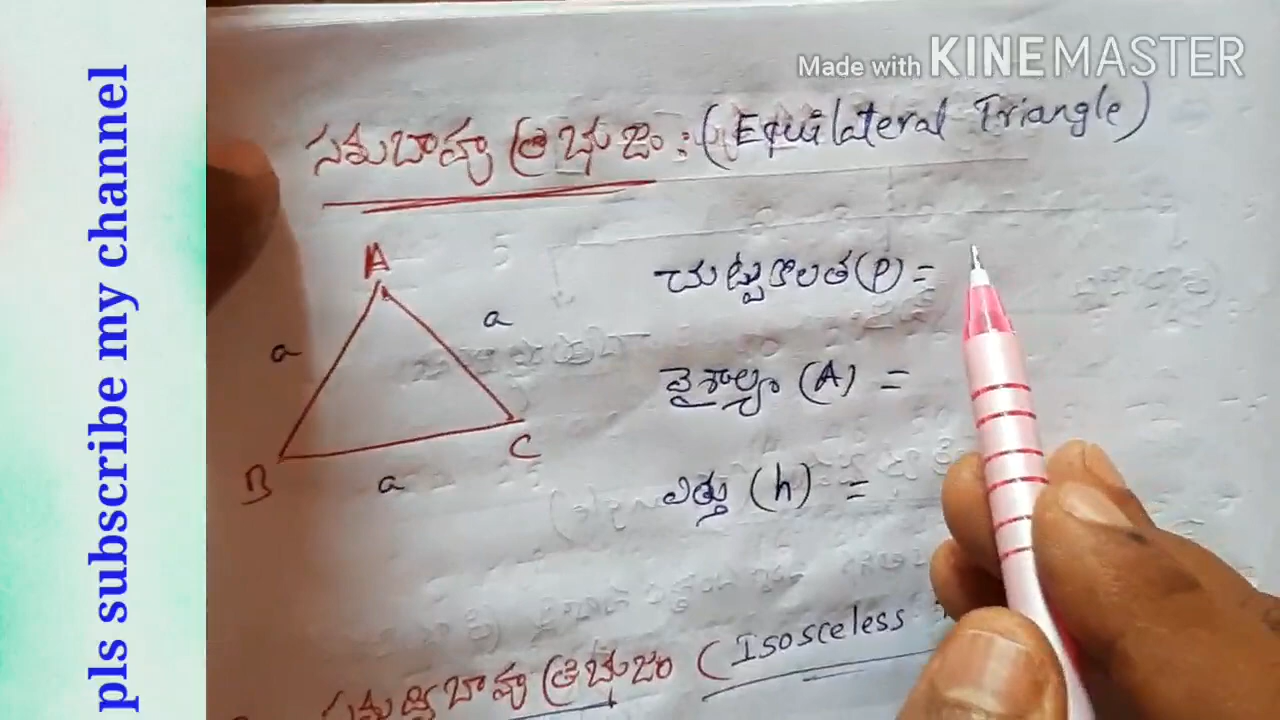 pls subscribe my channel
Made with KINEMASTER
సమబాహు త్రిభుజం : (Equilateral Triangle)
A
చుట్టుకొలత (P) =
a
a
వైశాల్యం (A) =
B
C
a
ఎత్తు (h) =
సమద్విబాహు త్రిభుజం ( Isosceless